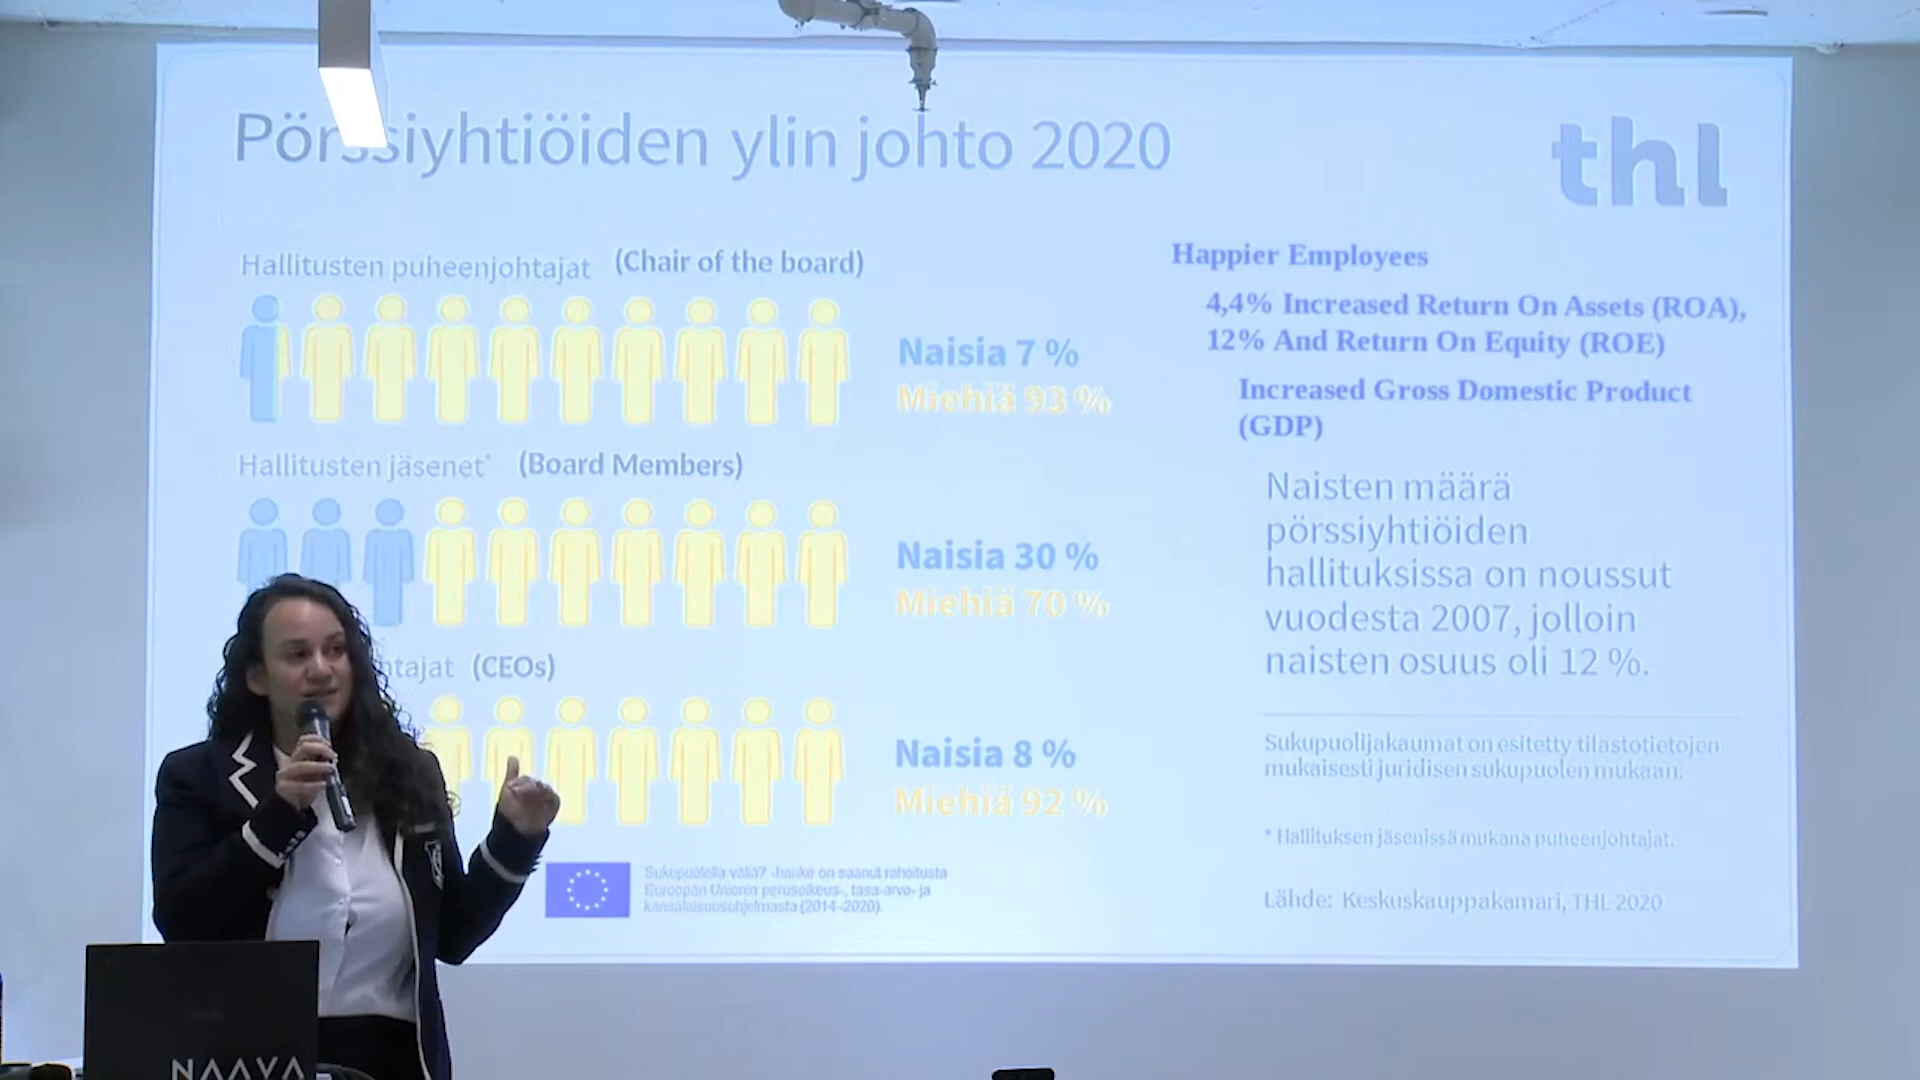 Pörssiyhtiöiden ylin johto 2020
thl
Hallitusten puheenjohtajat (Chair of the board)
Naisia 7 %
Miehiä 93 %
Hallitusten jäsenet* (Board Members)
Naisia 30 %
Miehiä 70 %
htajat (CEOs)
Naisia 8 %
Miehiä 92 %
Happier Employees
4,4% Increased Return On Assets (ROA),
12% And Return On Equity (ROE)
Increased Gross Domestic Product
(GDP)
Naisten määrä
pörssiyhtiöiden
hallituksissa on noussut
vuodesta 2007, jolloin
naisten osuus oli 12 %.
Sukupuolijakaumat on esitetty tilastotietojen
mukaisesti juridisen sukupuolen mukaan.
* Hallituksen jäsenissä mukana puheenjohtajat.
Lähde: Keskuskauppakamari, THL 2020
Sukupuolella väliä? -hanke on saanut rahoitusta
Euroopan Unionin perusoikeus-, tasa-arvo- ja
kansalaisuusohjelmasta (2014–2020).
NAAVA